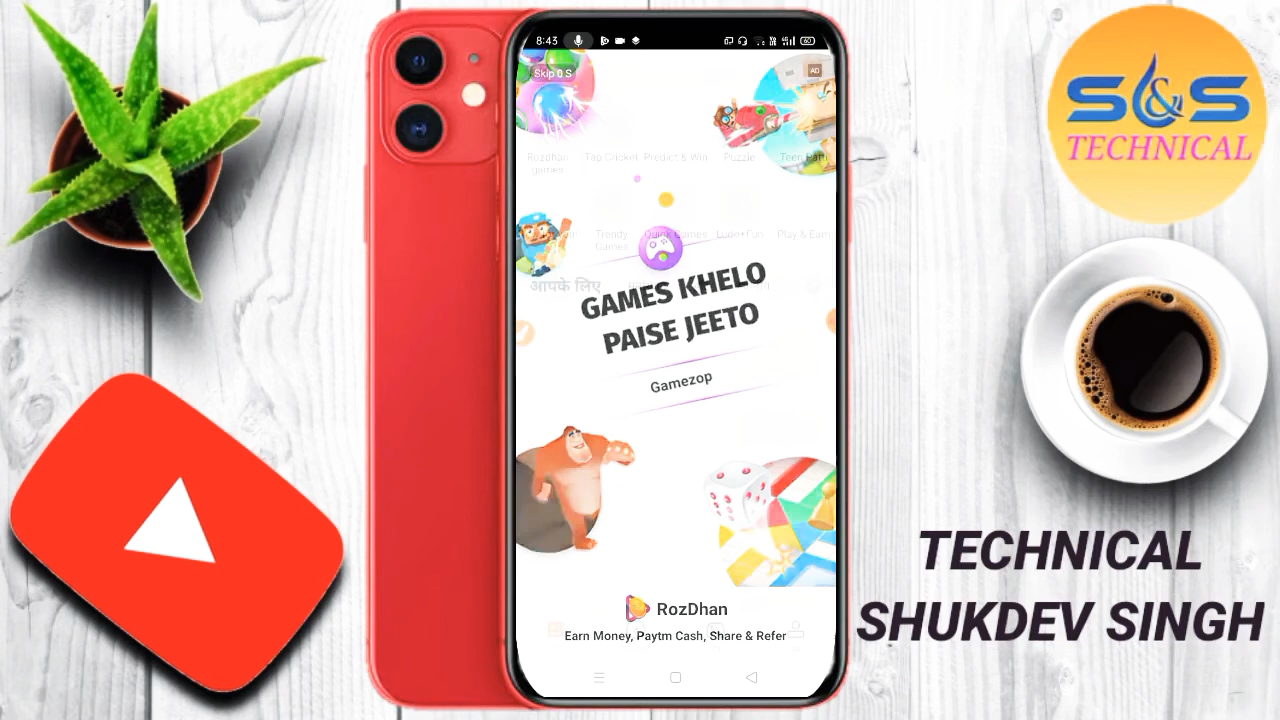 8:43
60
Skip 0 S
AD
Rozdhan games
Tap Cricket
Predict & Win
Puzzle
Teen Patti
Trendy Games
Quick Games
Ludo+Fun
Play & Earn
आपके लिए
GAMES KHELO
PAISE JEETO
Gamezop
RozDhan
Earn Money, Paytm Cash, Share & Refer
S&S
TECHNICAL
TECHNICAL
SHUKDEV SINGH